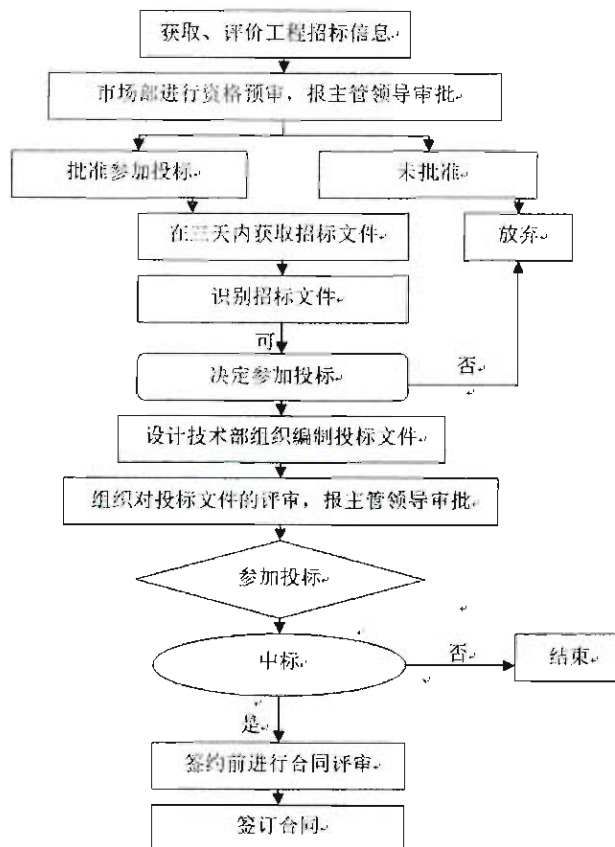 获取、评价工程招标信息
市场部进行资格预审，报主管领导审批
批准参加投标
未批准
在三天内获取招标文件
放弃
识别招标文件
可
决定参加投标
否
设计技术部组织编制投标文件
组织对投标文件的评审，报主管领导审批
参加投标
中标
否
结束
是
签约前进行合同评审
签订合同